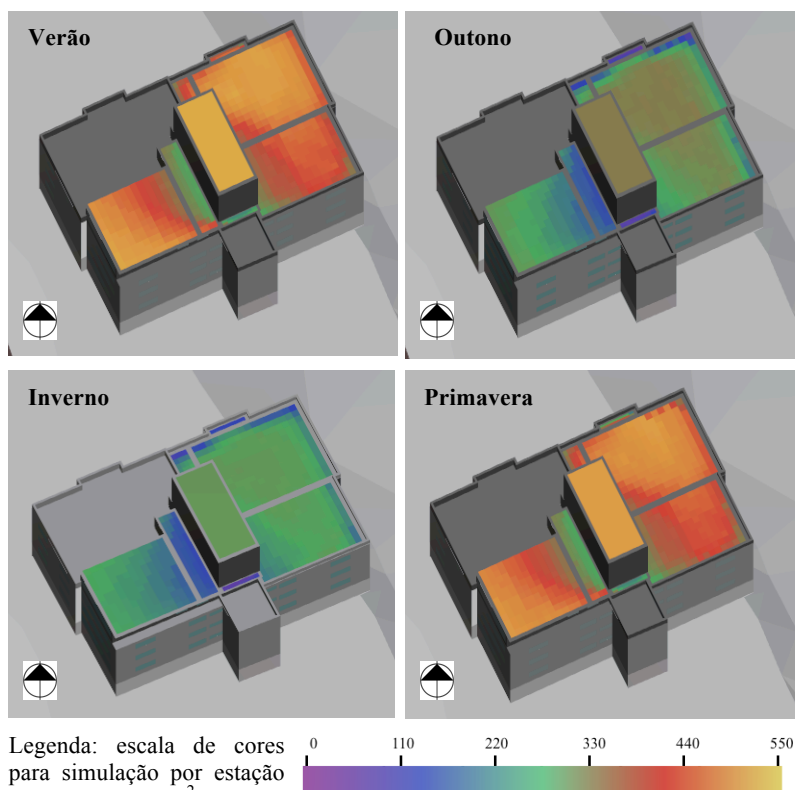 Verão
Outono
Inverno
Primavera
Legenda: escala de cores
para simulação por estação
0 110 220 330 440 550